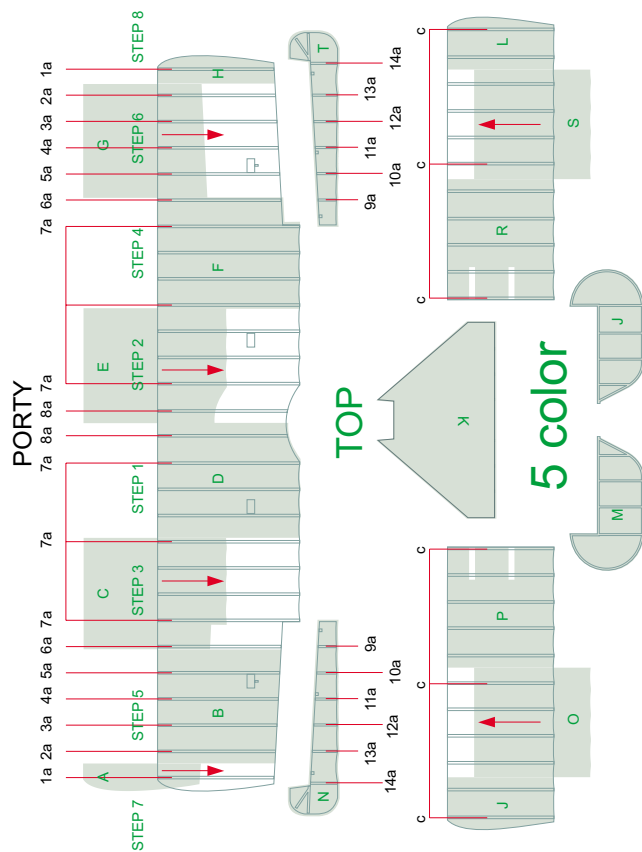 PORTY
STEP 8
1a
2a
3a
4a
5a
6a
7a
7a
8a
8a
7a
7a
7a
6a
5a
4a
3a
2a
1a
STEP 7
G
STEP 6
STEP 4
E
STEP 2
STEP 1
C
STEP 3
STEP 5
A
H
F
D
B
T
14a
13a
12a
11a
10a
9a
TOP
K
9a
10a
11a
12a
13a
14a
N
c
L
S
c
R
c
5 color
J
M
c
P
c
O
J
c